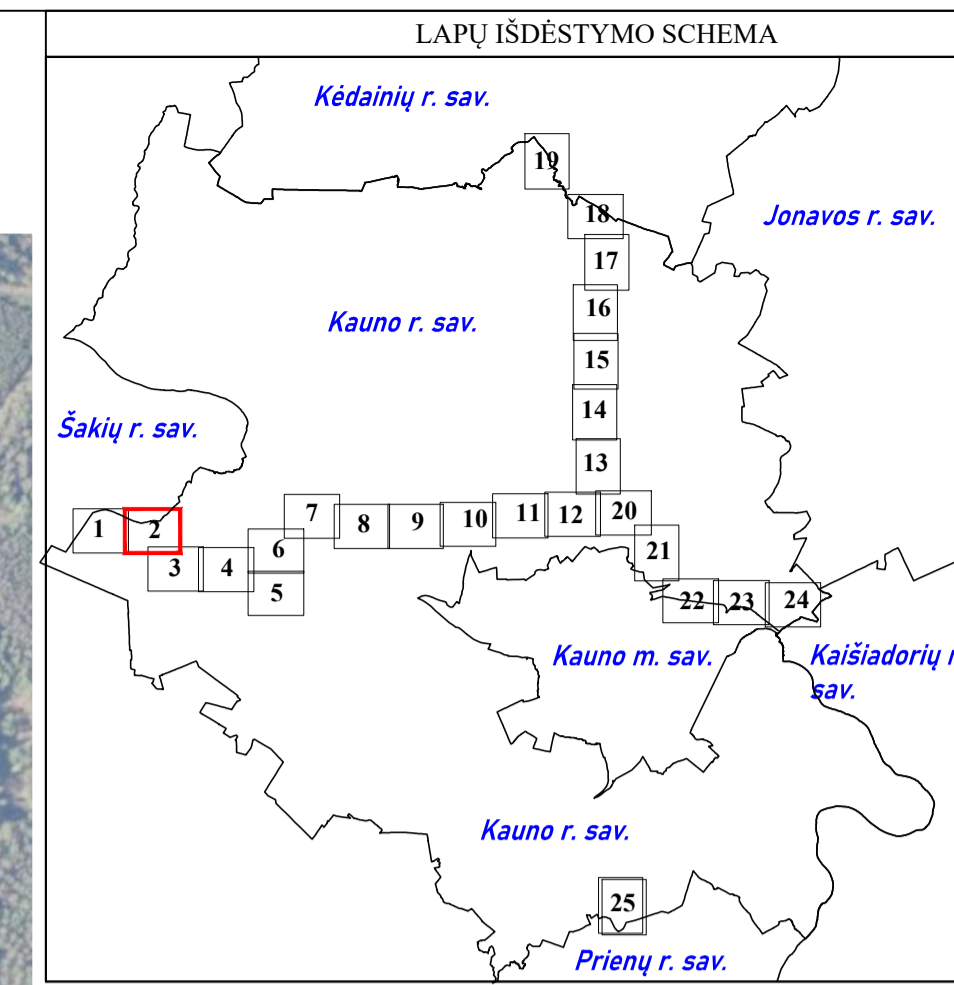 LAPŲ IŠDĖSTYMO SCHEMA
Kėdainių r. sav.
19
18
Jonavos r. sav.
17
16
Kauno r. sav.
15
14
Šakių r. sav.
13
1
2
7
8
9
10
11
12
20
6
21
3
4
5
22
23
24
Kauno m. sav.
Kaišiadorių r
sav.
Kauno r. sav.
25
Prienų r. sav.